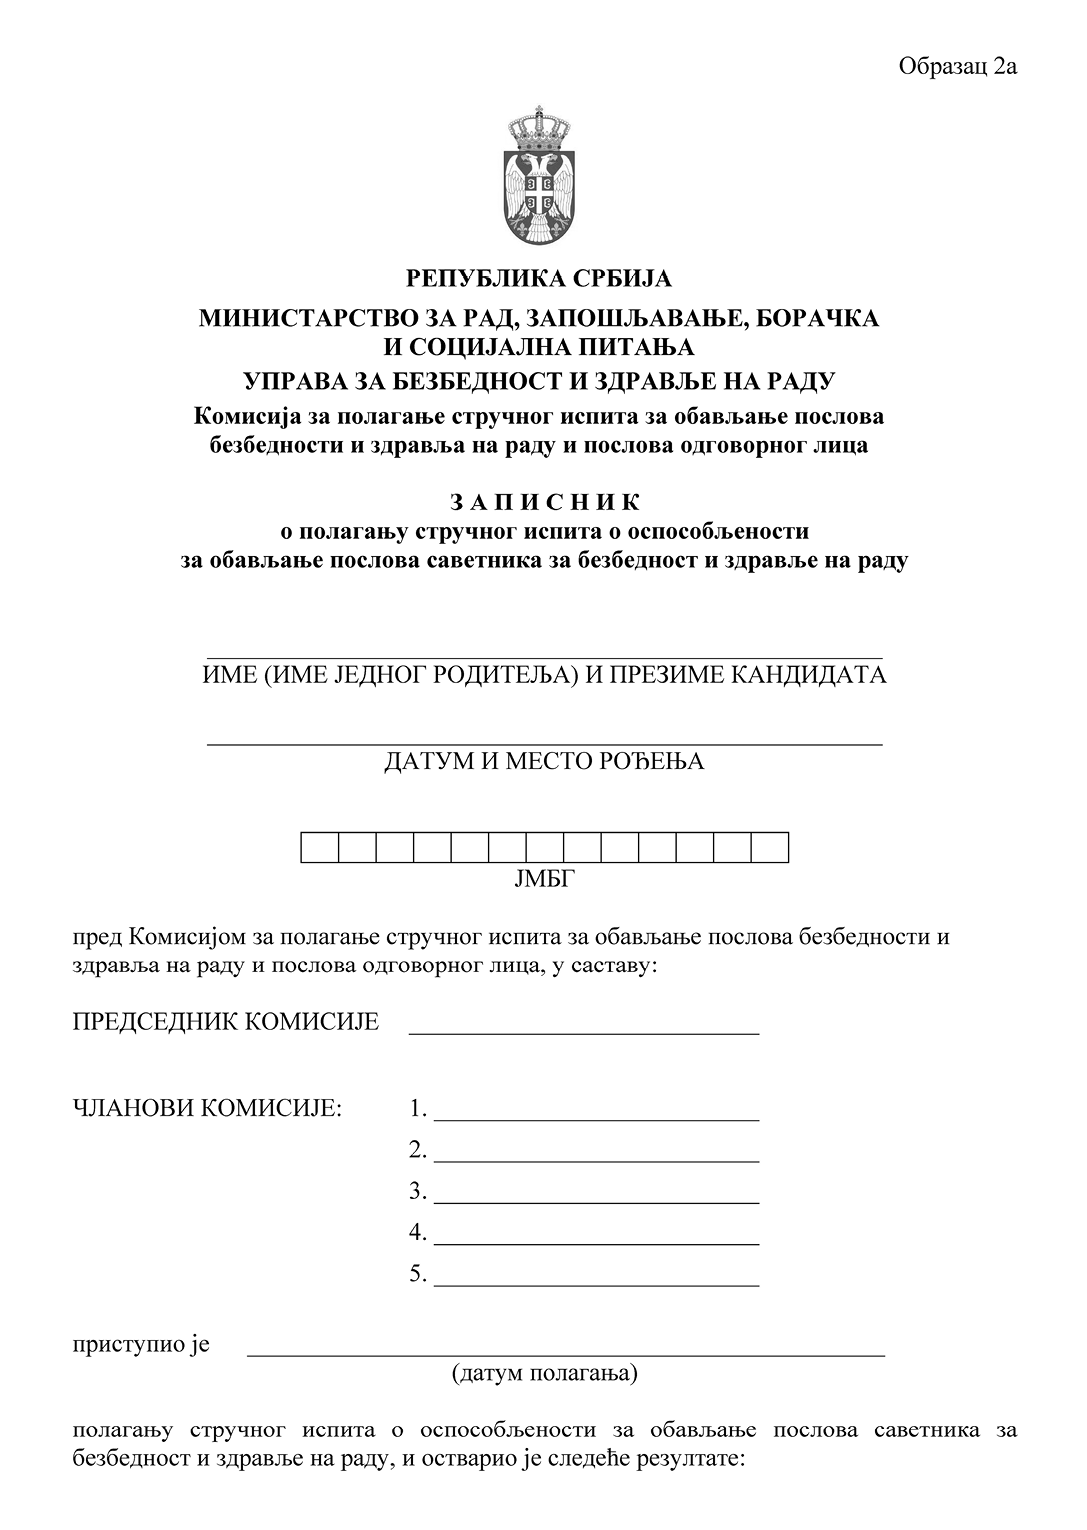 Образац 2а
РЕПУБЛИКА СРБИЈА
МИНИСТАРСТВО ЗА РАД, ЗАПОШЉАВАЊЕ, БОРАЧКА
И СОЦИЈАЛНА ПИТАЊА
УПРАВА ЗА БЕЗБЕДНОСТ И ЗДРАВЉЕ НА РАДУ
Комисија за полагање стручног испита за обављање послова
безбедности и здравља на раду и послова одговорног лица
З А П И С Н И К
о полагању стручног испита о оспособљености
за обављање послова саветника за безбедност и здравље на раду
ИМЕ (ИМЕ ЈЕДНОГ РОДИТЕЉА) И ПРЕЗИМЕ КАНДИДАТА
ДАТУМ И МЕСТО РОЂЕЊА
ЈМБГ
пред Комисијом за полагање стручног испита за обављање послова безбедности и
здравља на раду и послова одговорног лица, у саставу:
ПРЕДСЕДНИК КОМИСИЈЕ
ЧЛАНОВИ КОМИСИЈЕ: 1.
2.
3.
4.
5.
приступио је
(датум полагања)
полагању стручног испита о оспособљености за обављање послова саветника за
безбедност и здравље на раду, и остварио је следеће резултате: